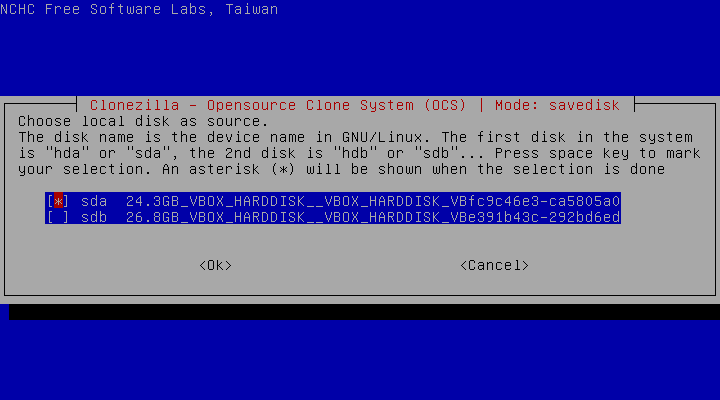 NCHC Free Software Labs, Taiwan
Clonezilla - Opensource Clone System (OCS) | Mode: savedisk
Choose local disk as source.
The disk name is the device name in GNU/Linux. The first disk in the system
is "hda" or "sda", the 2nd disk is "hdb" or "sdb"... Press space key to mark
your selection. An asterisk (*) will be shown when the selection is done
[*] sda  24.3GB_VBOX_HARDDISK__VBOX_HARDDISK_VBfc9c46e3-ca5805a0
[ ] sdb  26.8GB_VBOX_HARDDISK__VBOX_HARDDISK_VBe391b43c-292bd6ed
<Ok> <Cancel>